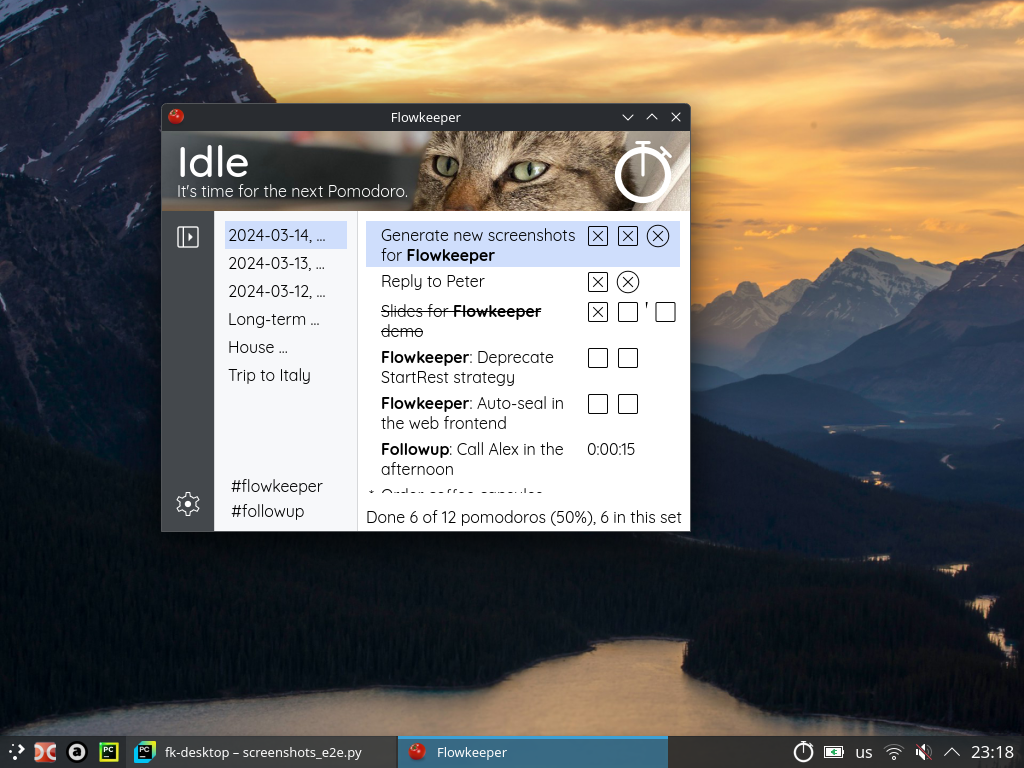 Flowkeeper
Idle
It's time for the next Pomodoro.
2024-03-14, ...
2024-03-13, ...
2024-03-12, ...
Long-term ...
House ...
Trip to Italy
#flowkeeper
#followup
Generate new screenshots
for Flowkeeper
Reply to Peter
Slides for Flowkeeper
demo
Flowkeeper: Deprecate
StartRest strategy
Flowkeeper: Auto-seal in
the web frontend
Followup: Call Alex in the
afternoon
0:00:15
* Order coffee capsules
Done 6 of 12 pomodoros (50%), 6 in this set
a
PC
PC
fk-desktop – screenshots_e2e.py
Flowkeeper
us
23:18